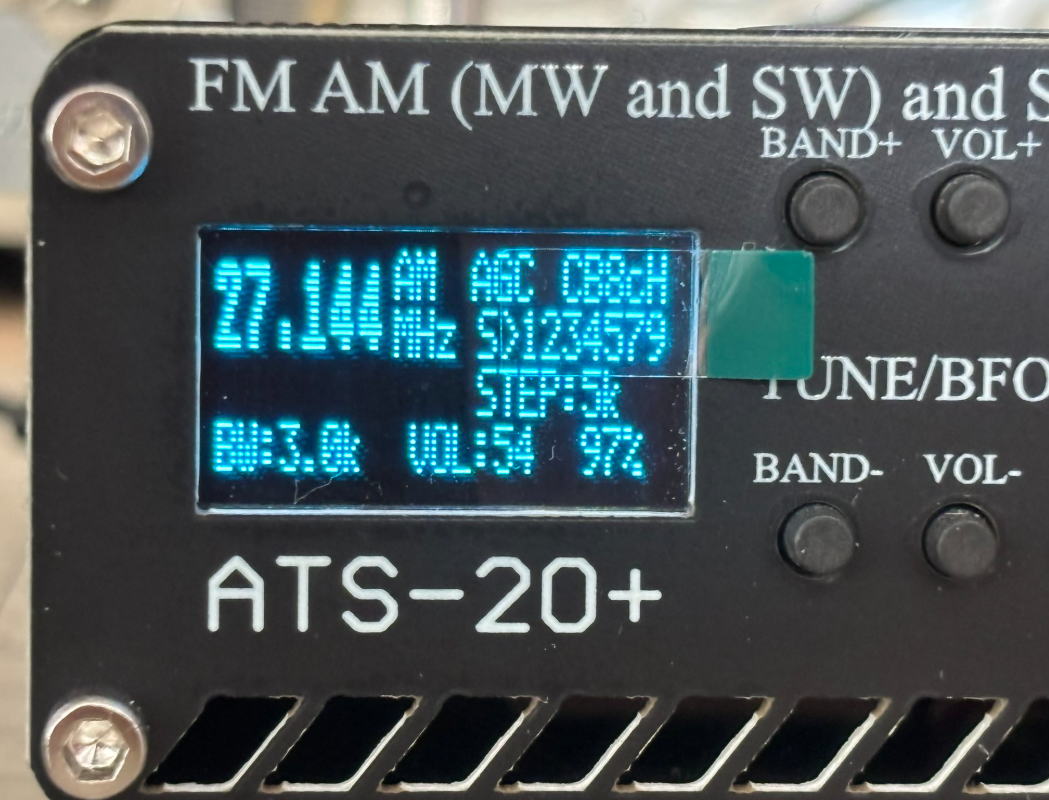 FM AM (MW and SW) and S
BAND+ VOL+
27.144 AM AGC
MHz S>1234579
STEP:5k
BW:3.0k VOL:54 97%
TUNE/BFO
BAND- VOL-
ATS-20+